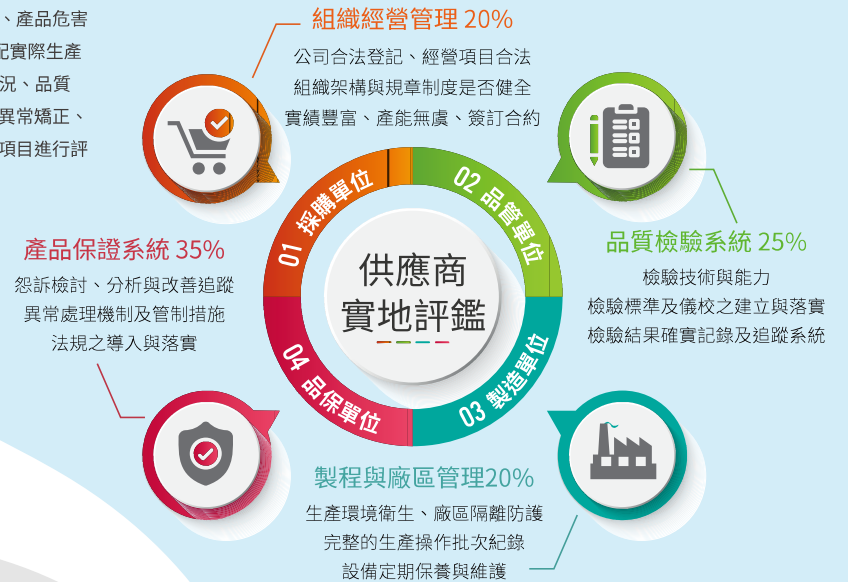 、產品危害
配實際生產
況、品質
異常矯正、
項目進行評
組織經營管理 20%
公司合法登記、經營項目合法
組織架構與規章制度是否健全
實績豐富、產能無虞、簽訂合約
01 採購單位
02 品管單位
品質檢驗系統 25%
檢驗技術與能力
檢驗標準及儀校之建立與落實
檢驗結果確實記錄及追蹤系統
供應商
實地評鑑
產品保證系統 35%
怨訴檢討、分析與改善追蹤
異常處理機制及管制措施
法規之導入與落實
04 品保單位
03 製造單位
製程與廠區管理20%
生產環境衛生、廠區隔離防護
完整的生產操作批次紀錄
設備定期保養與維護